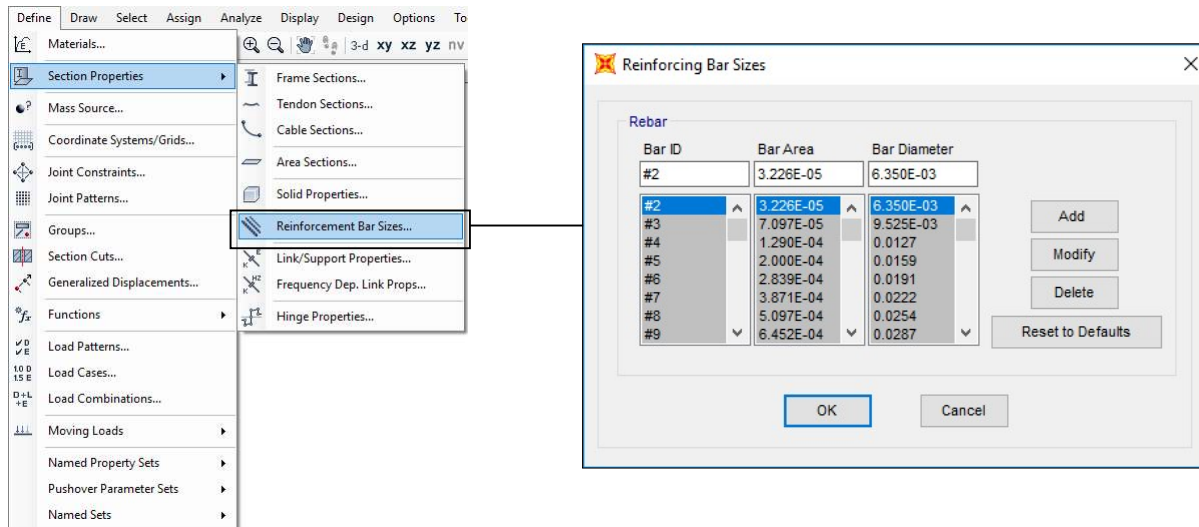 Define Draw Select Assign Analyze Display Design Options To
Materials...
3-d xy xz yz nv
Section Properties
Frame Sections...
Tendon Sections...
Cable Sections...
Area Sections...
Solid Properties...
Reinforcement Bar Sizes...
Link/Support Properties...
Frequency Dep. Link Props...
Hinge Properties...
Mass Source...
Coordinate Systems/Grids...
Joint Constraints...
Joint Patterns...
Groups...
Section Cuts...
Generalized Displacements...
Functions
Load Patterns...
Load Cases...
Load Combinations...
Moving Loads
Named Property Sets
Pushover Parameter Sets
Named Sets
Reinforcing Bar Sizes
Rebar
Bar ID Bar Area Bar Diameter
#2 3.226E-05 6.350E-03
#2 3.226E-05 6.350E-03
#3 7.097E-05 9.525E-03
#4 1.290E-04 0.0127
#5 2.000E-04 0.0159
#6 2.839E-04 0.0191
#7 3.871E-04 0.0222
#8 5.097E-04 0.0254
#9 6.452E-04 0.0287
Add
Modify
Delete
Reset to Defaults
OK Cancel